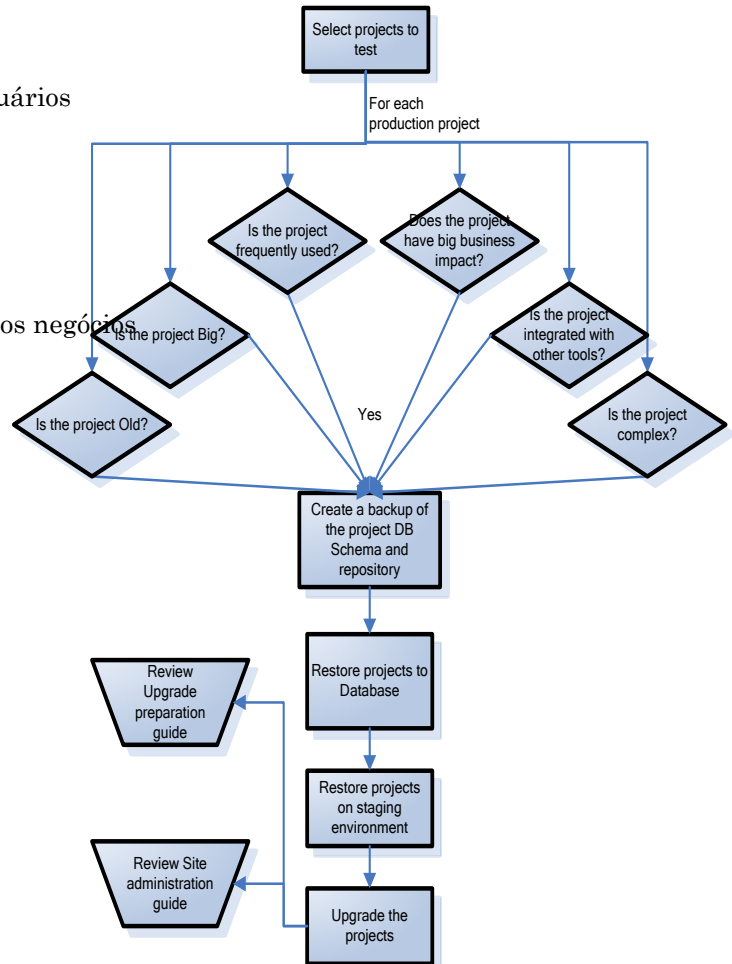 Select projects to
test
uários
For each
production project
Is the project
frequently used?
Does the project
have big business
impact?
os negócios
Is the project Big?
Is the project
integrated with
other tools?
Is the project Old?
Yes
Is the project
complex?
Create a backup of
the project DB
Schema and
repository
Review
Upgrade
preparation
guide
Restore projects to
Database
Restore projects
on staging
environment
Review Site
administration
guide
Upgrade the
projects